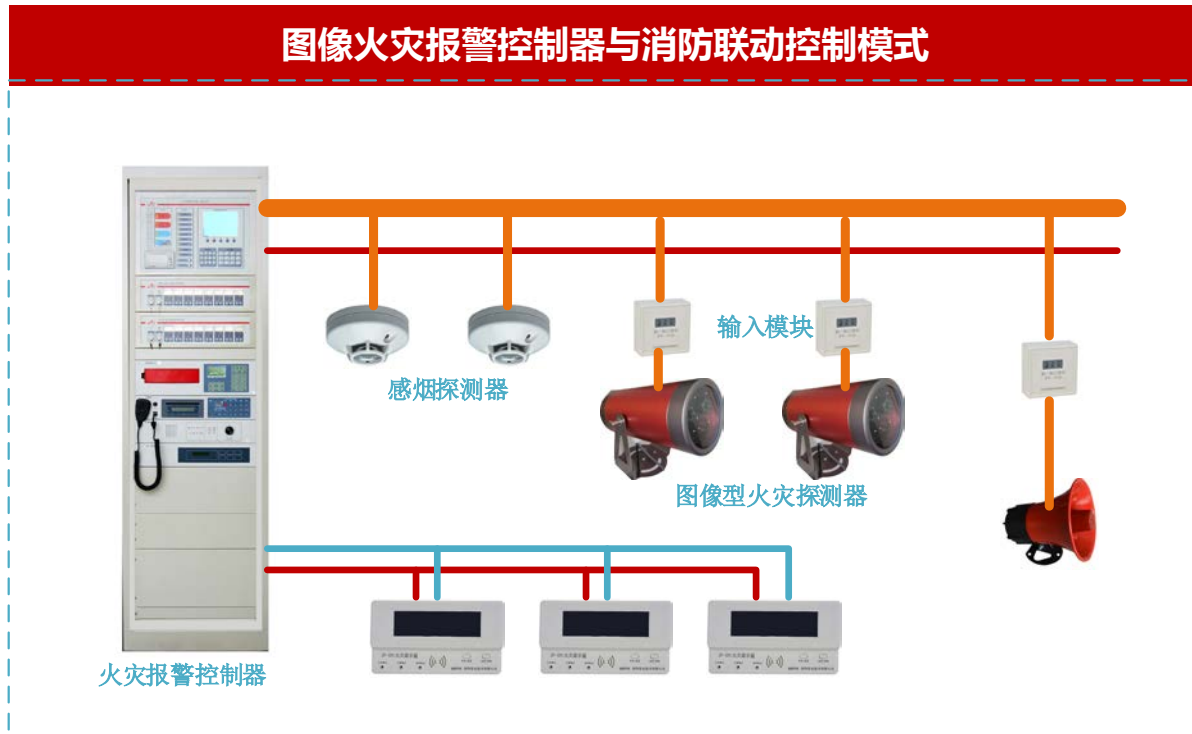 图像火灾报警控制器与消防联动控制模式
输入模块
感烟探测器
图像型火灾探测器
火灾报警控制器